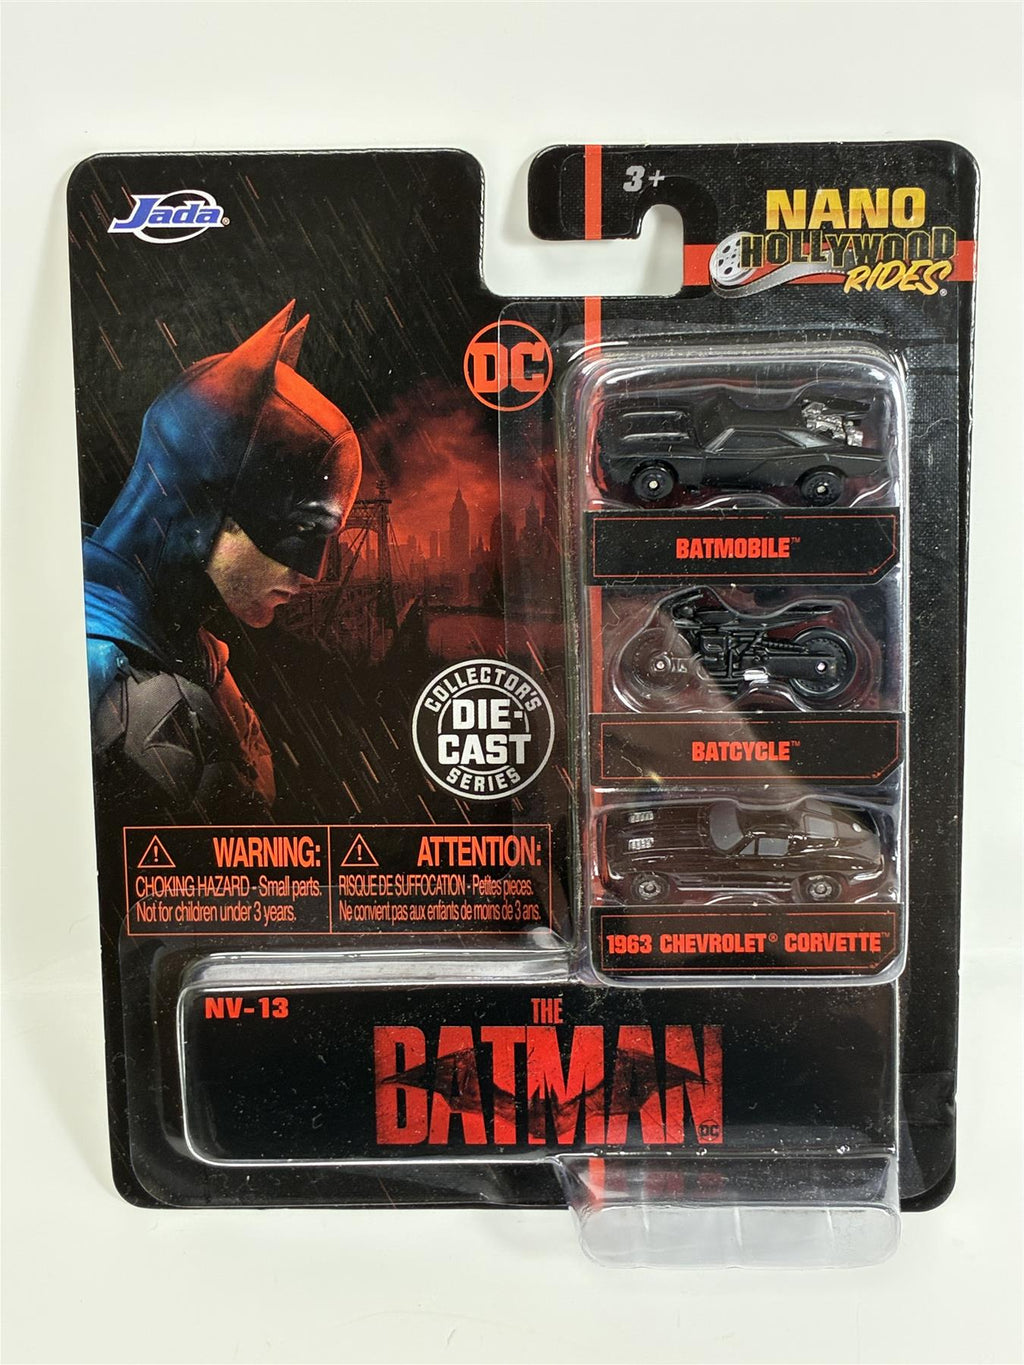 Jada®
3+
NANO
HOLLYWOOD
RIDES®
DC
BATMOBILE™
BATCYCLE™
COLLECTOR'S
DIE-
CAST
SERIES
WARNING:
CHOKING HAZARD - Small parts.
Not for children under 3 years.
ATTENTION:
RISQUE DE SUFFOCATION - Petites pièces.
Ne convient pas aux enfants de moins de 3 ans.
1963 CHEVROLET® CORVETTE™
NV-13
THE
BATMAN
DC